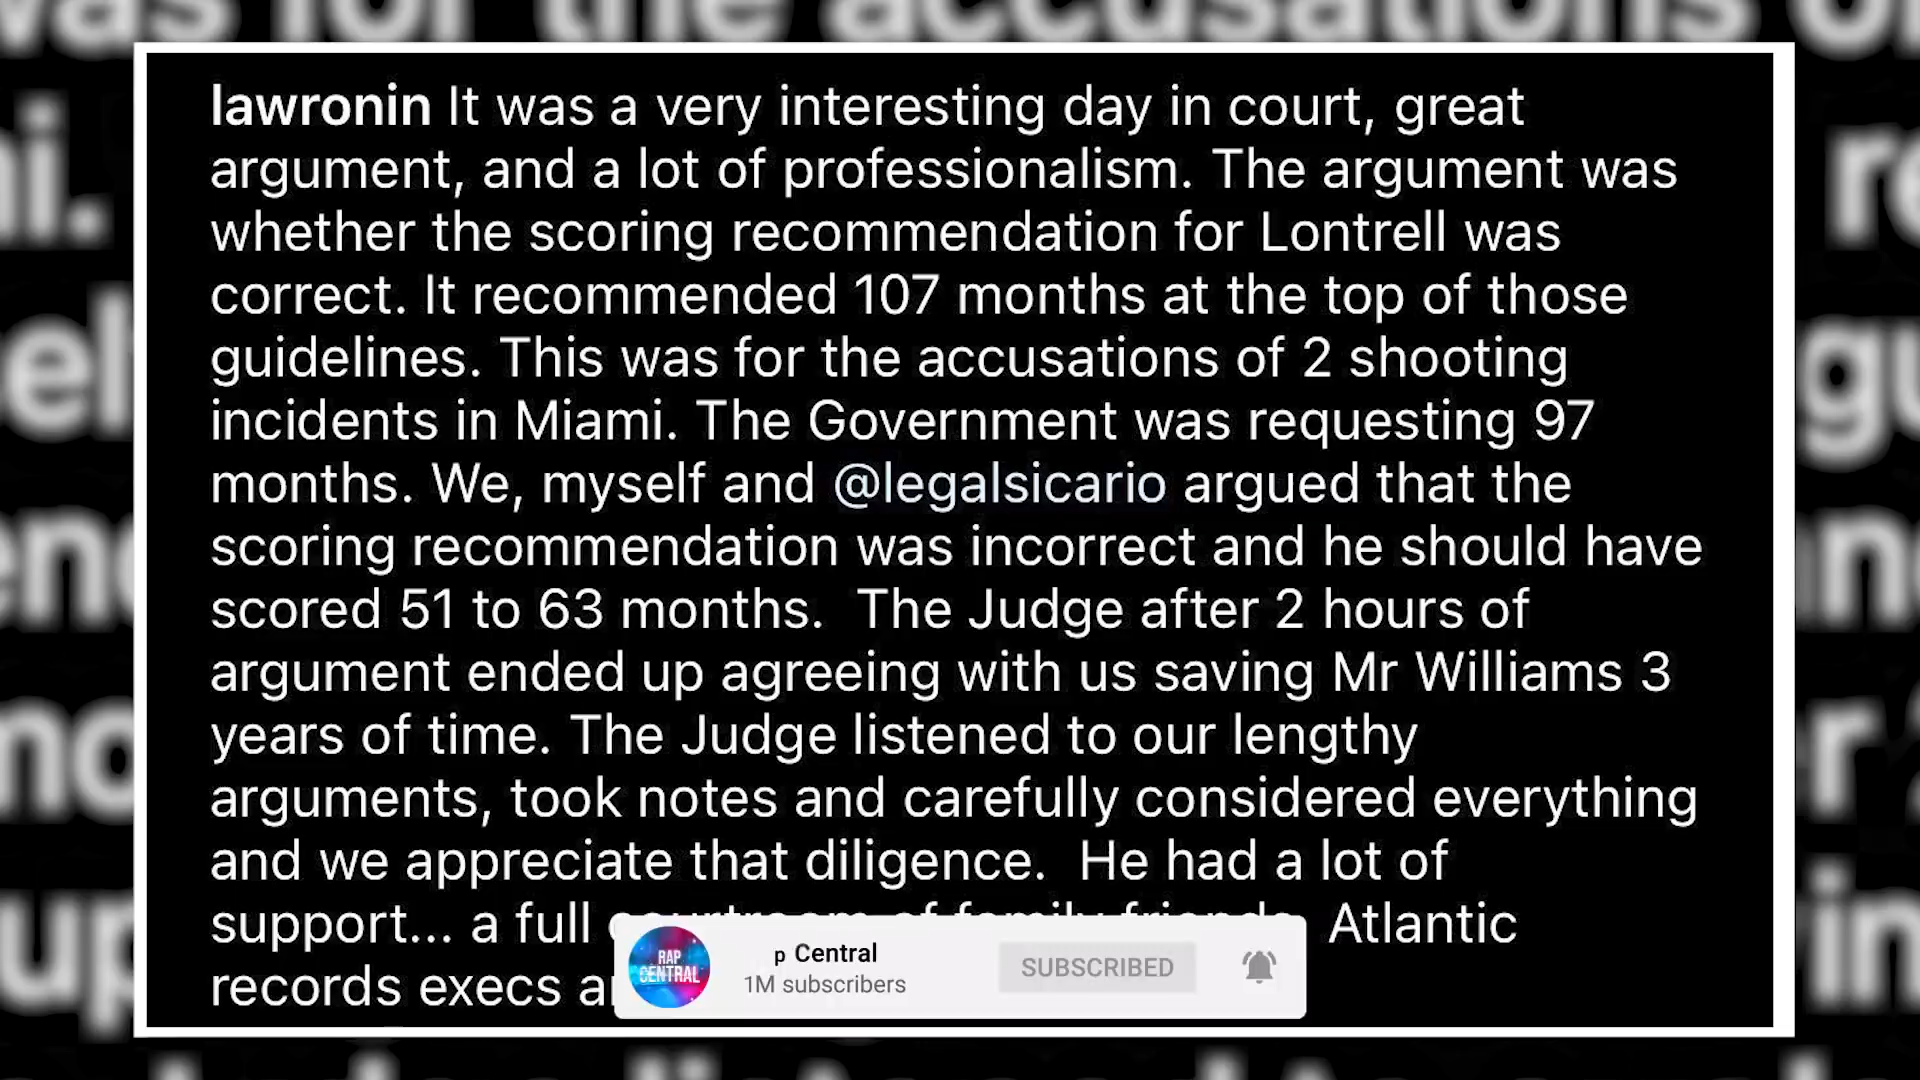 lawronin It was a very interesting day in court, great
argument, and a lot of professionalism. The argument was
whether the scoring recommendation for Lontrell was
correct. It recommended 107 months at the top of those
guidelines. This was for the accusations of 2 shooting
incidents in Miami. The Government was requesting 97
months. We, myself and @legalsicario argued that the
scoring recommendation was incorrect and he should have
scored 51 to 63 months. The Judge after 2 hours of
argument ended up agreeing with us saving Mr Williams 3
years of time. The Judge listened to our lengthy
arguments, took notes and carefully considered everything
and we appreciate that diligence. He had a lot of
support... a full courtroom of family friends, Atlantic
records execs
RAP
CENTRAL
p Central
1M subscribers
SUBSCRIBED